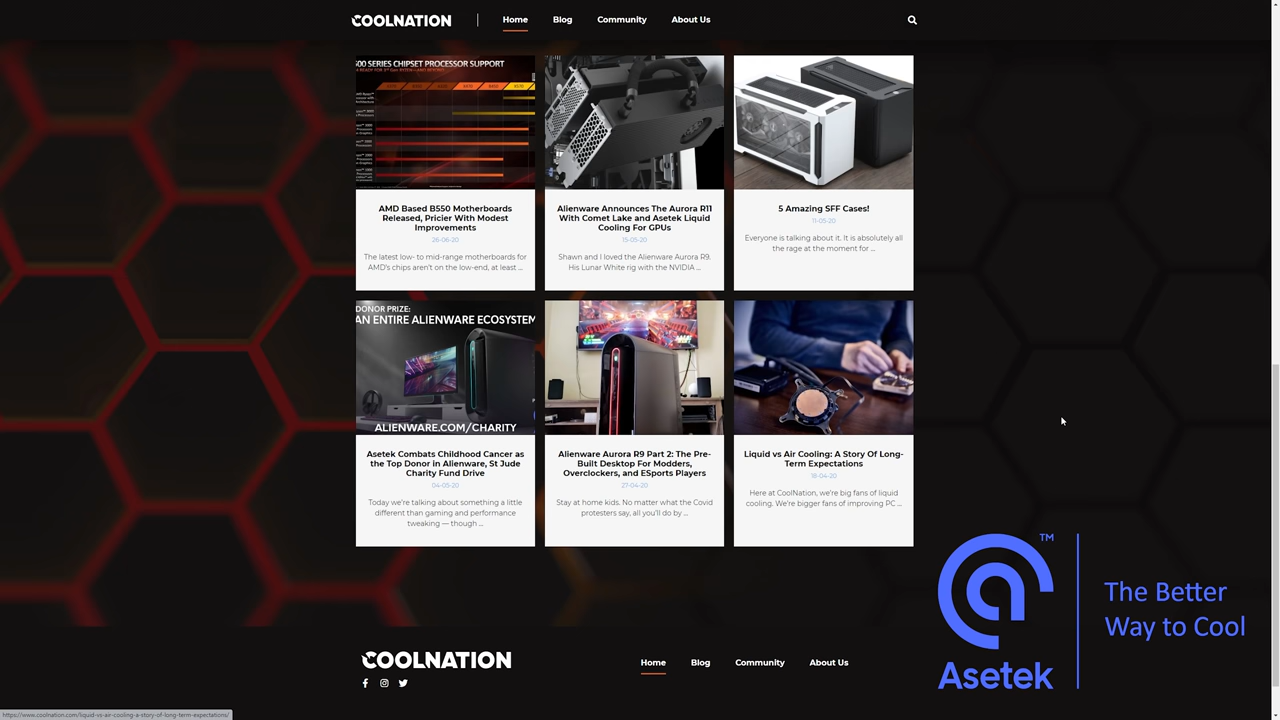 COOLNATION
Home
Blog
Community
About Us
500 SERIES CHIPSET PROCESSOR SUPPORT
AMD Based B550 Motherboards
Released, Pricier With Modest
Improvements
26-06-20
The latest low- to mid-range motherboards for
AMD's chips aren't on the low-end, at least ...
Alienware Announces The Aurora R11
With Comet Lake and Asetek Liquid
Cooling For GPUs
15-05-20
Shawn and I loved the Alienware Aurora R9.
His Lunar White rig with the NVIDIA ...
5 Amazing SFF Cases!
11-05-20
Everyone is talking about it. It is absolutely all
the rage at the moment for ...
DONOR PRIZE:
AN ENTIRE ALIENWARE ECOSYSTEM
ALIENWARE.COM/CHARITY
Asetek Combats Childhood Cancer as
the Top Donor in Alienware, St Jude
Charity Fund Drive
04-05-20
Today we're talking about something a little
different than gaming and performance
tweaking — though ...
Alienware Aurora R9 Part 2: The Pre-
Built Desktop For Modders,
Overclockers, and ESports Players
27-04-20
Stay at home kids. No matter what the Covid
protesters say, all you'll do by ...
Liquid vs Air Cooling: A Story Of Long-
Term Expectations
18-04-20
Here at CoolNation, we're big fans of liquid
cooling. We're bigger fans of improving PC ...
TM
Asetek
The Better
Way to Cool
COOLNATION
Home
Blog
Community
About Us
https://www.coolnation.com/liquid-vs-air-cooling-a-story-of-long-term-expectations/